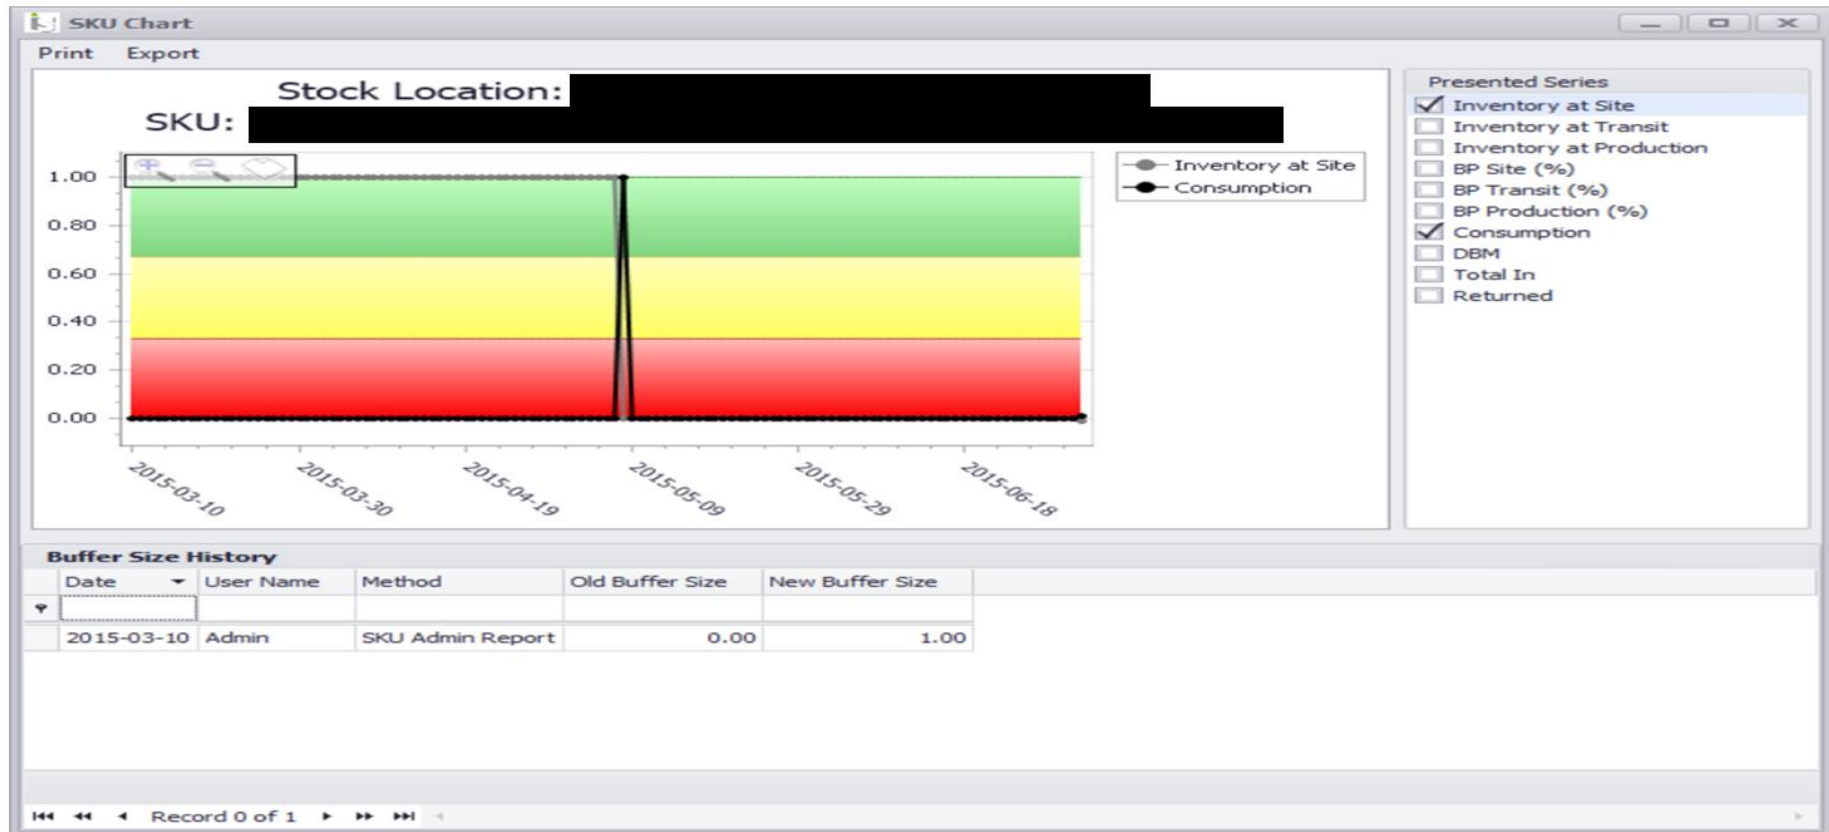 SKU Chart
Print Export
Stock Location:
SKU:
1.00
0.80
0.60
0.40
0.20
0.00
2015-03-10
2015-03-30
2015-04-19
2015-05-09
2015-05-29
2015-06-18
Inventory at Site
Consumption
Presented Series
Inventory at Site
Inventory at Transit
Inventory at Production
BP Site (%)
BP Transit (%)
BP Production (%)
Consumption
DBM
Total In
Returned
Buffer Size History
Date User Name Method Old Buffer Size New Buffer Size
2015-03-10 Admin SKU Admin Report 0.00 1.00
Record 0 of 1